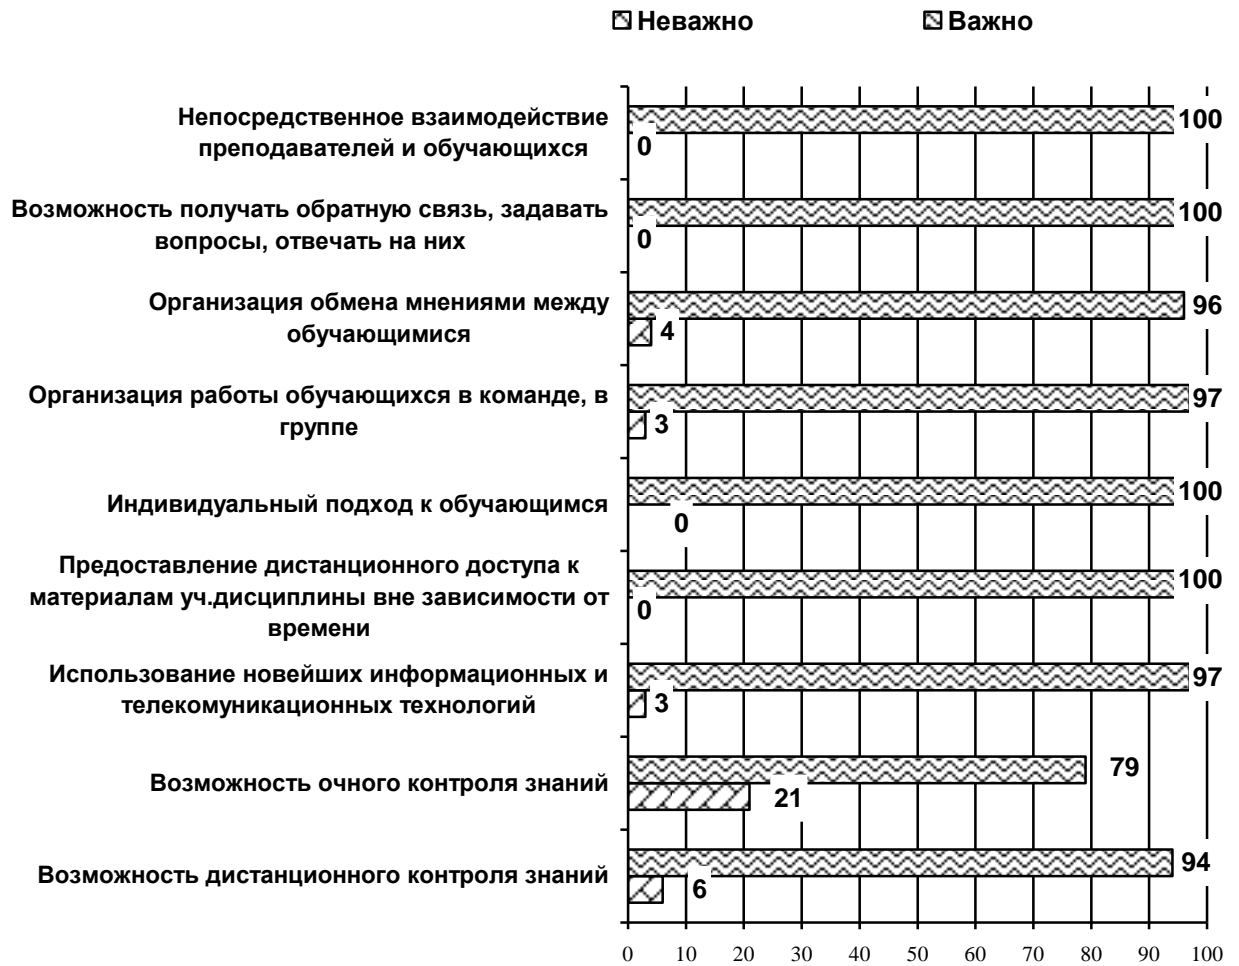 Неважно Важно
Непосредственное взаимодействие
преподавателей и обучающихся
100
0
Возможность получать обратную связь, задавать
вопросы, отвечать на них
100
0
Организация обмена мнениями между
обучающимися
96
4
Организация работы обучающихся в команде, в
группе
97
3
Индивидуальный подход к обучающимся
100
0
Предоставление дистанционного доступа к
материалам уч.дисциплины вне зависимости от
времени
100
0
Использование новейших информационных и
телекомуникационных технологий
97
3
Возможность очного контроля знаний
79
21
Возможность дистанционного контроля знаний
94
6
0 10 20 30 40 50 60 70 80 90 100